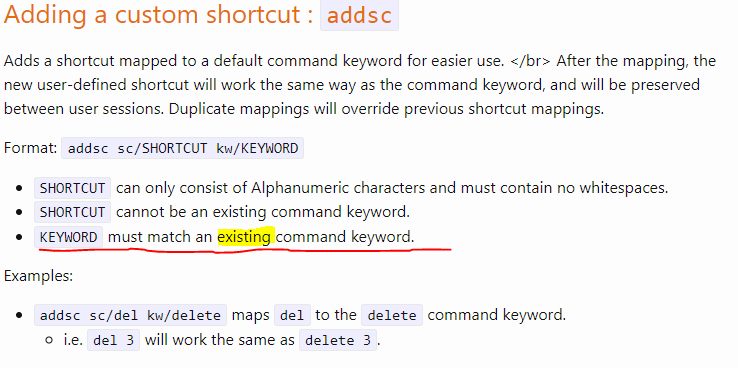 Adding a custom shortcut : addsc
Adds a shortcut mapped to a default command keyword for easier use. </br> After the mapping, the
new user-defined shortcut will work the same way as the command keyword, and will be preserved
between user sessions. Duplicate mappings will override previous shortcut mappings.
Format: addsc sc/SHORTCUT kw/KEYWORD
• SHORTCUT can only consist of Alphanumeric characters and must contain no whitespaces.
• SHORTCUT cannot be an existing command keyword.
• KEYWORD must match an existing command keyword.
Examples:
• addsc sc/del kw/delete maps del to the delete command keyword.
◦ i.e. del 3 will work the same as delete 3.